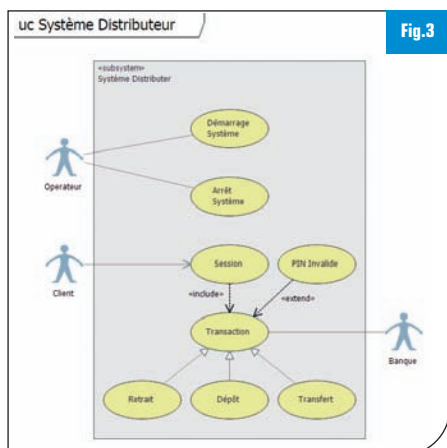 uc Système Distributeur
Fig.3
«subsystem»
Système Distributer
Démarrage
Système
Operateur
Arrêt
Système
Session
PIN Invalide
Client
«include»
«extend»
Transaction
Banque
Retrait
Dépôt
Transfert